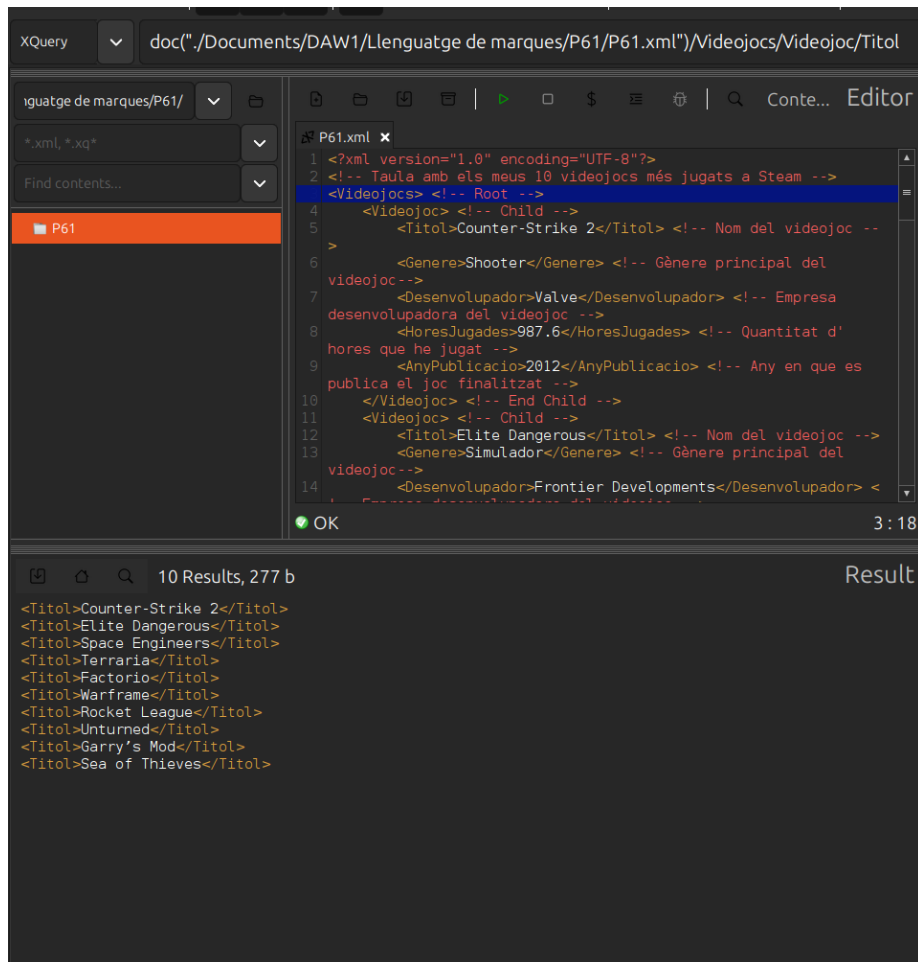 XQuery
doc("./Documents/DAW1/Llenguatge de marques/P61/P61.xml")/Videojocs/Videojoc/Titol
guatge de marques/P61/
Conte... Editor
*.xml, *.xq*
Find contents...
P61
P61.xml
1 <?xml version="1.0" encoding="UTF-8"?>
2 <!-- Taula amb els meus 10 videojocs més jugats a Steam -->
<Videojocs> <!-- Root -->
4 <Videojoc> <!-- Child -->
5 <Titol>Counter-Strike 2</Titol> <!-- Nom del videojoc --
>
6 <Genere>Shooter</Genere> <!-- Gènere principal del
videojoc-->
7 <Desenvolupador>Valve</Desenvolupador> <!-- Empresa
desenvolupadora del videojoc -->
8 <HoresJugades>987.6</HoresJugades> <!-- Quantitat d'
hores que he jugat -->
9 <AnyPublicacio>2012</AnyPublicacio> <!-- Any en que es
publica el joc finalitzat -->
10 </Videojoc> <!-- End Child -->
11 <Videojoc> <!-- Child -->
12 <Titol>Elite Dangerous</Titol> <!-- Nom del videojoc -->
13 <Genere>Simulador</Genere> <!-- Gènere principal del
videojoc-->
14 <Desenvolupador>Frontier Developments</Desenvolupador> <
OK
3 : 18
10 Results, 277 b
Result
<Titol>Counter-Strike 2</Titol>
<Titol>Elite Dangerous</Titol>
<Titol>Space Engineers</Titol>
<Titol>Terraria</Titol>
<Titol>Factorio</Titol>
<Titol>Warframe</Titol>
<Titol>Rocket League</Titol>
<Titol>Unturned</Titol>
<Titol>Garry’s Mod</Titol>
<Titol>Sea of Thieves</Titol>